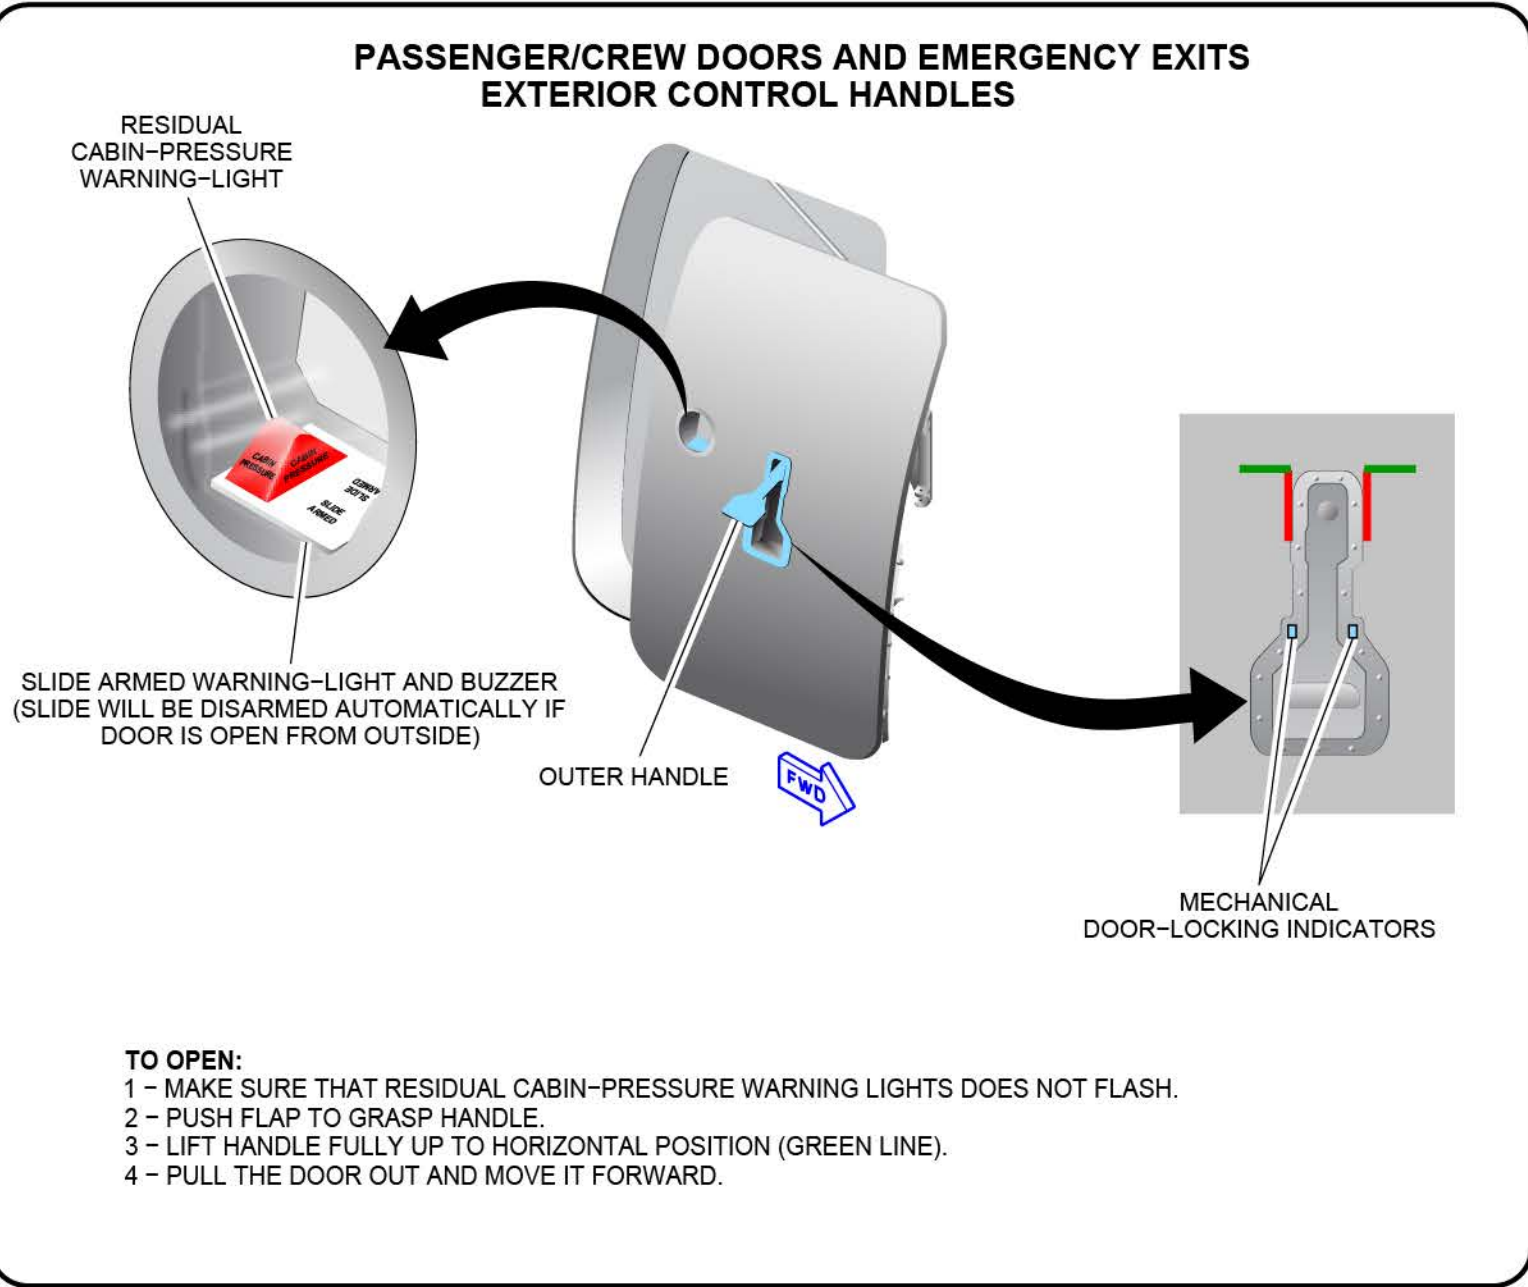 PASSENGER/CREW DOORS AND EMERGENCY EXITS
EXTERIOR CONTROL HANDLES
RESIDUAL
CABIN−PRESSURE
WARNING−LIGHT
CABIN
PRESSURE
CABIN
PRESSURE
SLIDE
ARMED
SLIDE
ARMED
SLIDE ARMED WARNING−LIGHT AND BUZZER
(SLIDE WILL BE DISARMED AUTOMATICALLY IF
DOOR IS OPEN FROM OUTSIDE)
OUTER HANDLE
FWD
MECHANICAL
DOOR−LOCKING INDICATORS
TO OPEN:
1 − MAKE SURE THAT RESIDUAL CABIN−PRESSURE WARNING LIGHTS DOES NOT FLASH.
2 − PUSH FLAP TO GRASP HANDLE.
3 − LIFT HANDLE FULLY UP TO HORIZONTAL POSITION (GREEN LINE).
4 − PULL THE DOOR OUT AND MOVE IT FORWARD.